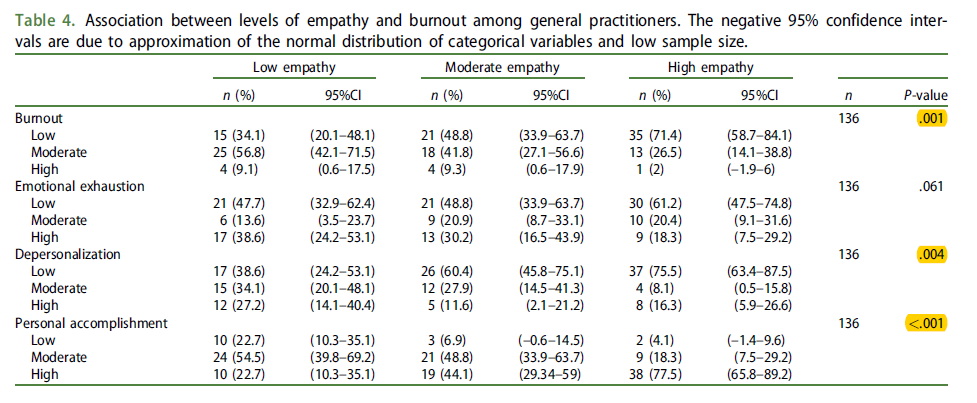 Table 4. Association between levels of empathy and burnout among general practitioners. The negative 95% confidence inter-
vals are due to approximation of the normal distribution of categorical variables and low sample size.
Low empathy Moderate empathy High empathy
n (%) 95%CI n (%) 95%CI n (%) 95%CI n P-value
Burnout 136 .001
Low 15 (34.1) (20.1–48.1) 21 (48.8) (33.9–63.7) 35 (71.4) (58.7–84.1)
Moderate 25 (56.8) (42.1–71.5) 18 (41.8) (27.1–56.6) 13 (26.5) (14.1–38.8)
High 4 (9.1) (0.6–17.5) 4 (9.3) (0.6–17.9) 1 (2) (−1.9–6)
Emotional exhaustion 136 .061
Low 21 (47.7) (32.9–62.4) 21 (48.8) (33.9–63.7) 30 (61.2) (47.5–74.8)
Moderate 6 (13.6) (3.5–23.7) 9 (20.9) (8.7–33.1) 10 (20.4) (9.1–31.6)
High 17 (38.6) (24.2–53.1) 13 (30.2) (16.5–43.9) 9 (18.3) (7.5–29.2)
Depersonalization 136 .004
Low 17 (38.6) (24.2–53.1) 26 (60.4) (45.8–75.1) 37 (75.5) (63.4–87.5)
Moderate 15 (34.1) (20.1–48.1) 12 (27.9) (14.5–41.3) 4 (8.1) (0.5–15.8)
High 12 (27.2) (14.1–40.4) 5 (11.6) (2.1–21.2) 8 (16.3) (5.9–26.6)
Personal accomplishment 136 <.001
Low 10 (22.7) (10.3–35.1) 3 (6.9) (−0.6–14.5) 2 (4.1) (−1.4–9.6)
Moderate 24 (54.5) (39.8–69.2) 21 (48.8) (33.9–63.7) 9 (18.3) (7.5–29.2)
High 10 (22.7) (10.3–35.1) 19 (44.1) (29.34–59) 38 (77.5) (65.8–89.2)